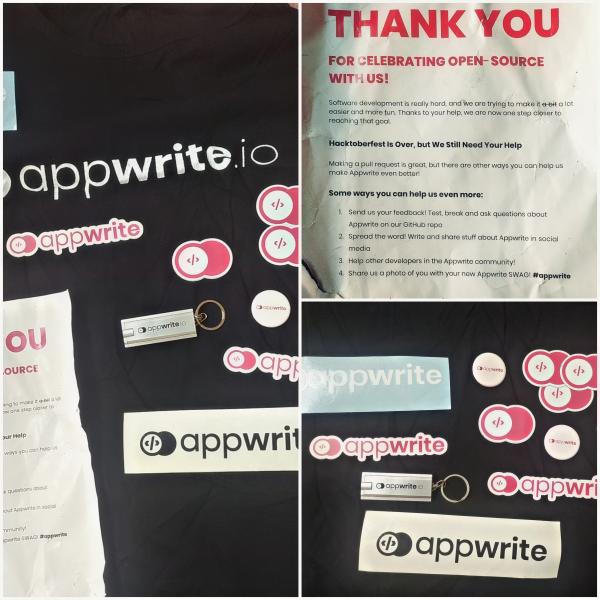 appwrite.io
</>
appwrite
</>
</>
</>
appwrite.io
appwrite
appwrite
OU
SOURCE
ing to make it a bit a lot
we one step closer to
our Help
ways you can help us
k questions about
out Appwrite in social
mmunity!
pwrite SWAG! #appwrite
</> appwrit
THANK YOU
FOR CELEBRATING OPEN-SOURCE
WITH US!
Software development is really hard, and we are trying to make it a bit a lot
easier and more fun. Thanks to your help, we are now one step closer to
reaching that goal.
Hacktoberfest Is Over, but We Still Need Your Help
Making a pull request is great, but there are other ways you can help us
make Appwrite even better!
Some ways you can help us even more:
1. Send us your feedback! Test, break and ask questions about
Appwrite on our GitHub repo
2. Spread the word! Write and share stuff about Appwrite in social
media
3. Help other developers in the Appwrite community!
4. Share us a photo of you with your new Appwrite SWAG! #appwrite
appwrite
appwrite
</>
</>
</>
</>
appwrite
appwrite
appwrite.io
appwri
</> appwrite